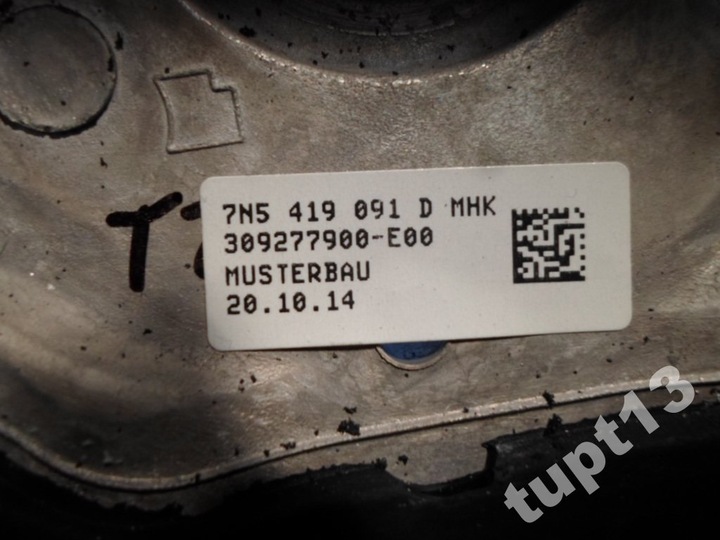 7N5 419 091 D MHK
309277900-E00
MUSTERBAU
20.10.14
tupt13